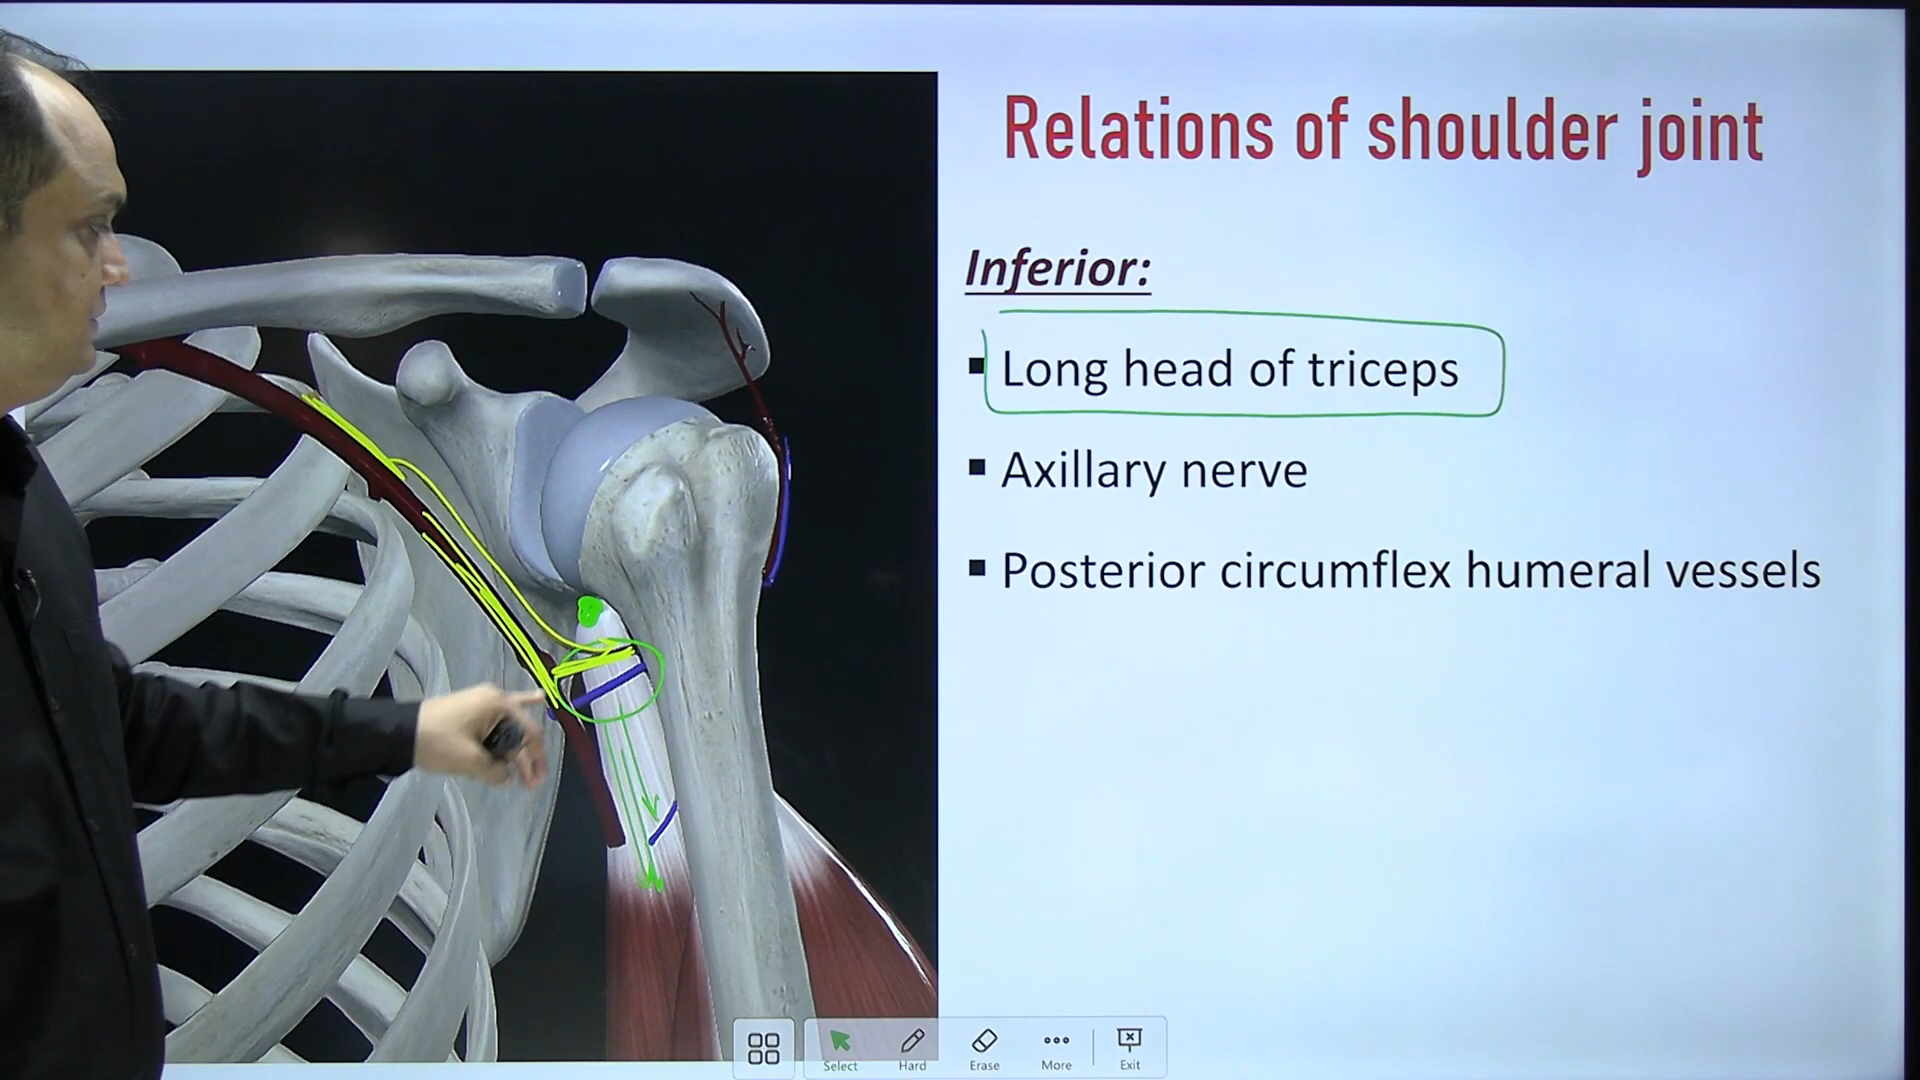 Relations of shoulder joint
Inferior:
▪ Long head of triceps
▪ Axillary nerve
▪ Posterior circumflex humeral vessels
Select Hard Erase More Exit